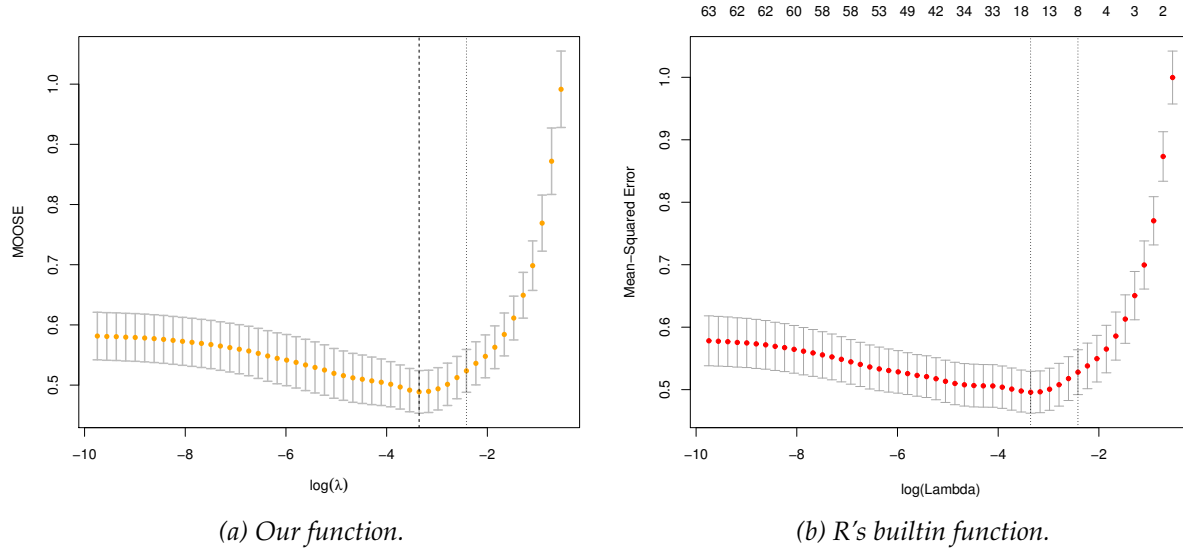 63 62 62 60 58 58 53 49 42 34 33 18 13 8 4 3 2
1.0
0.9
0.8
0.7
0.6
0.5
MOOSE
−10 −8 −6 −4 −2
log(λ)
(a) Our function.
1.0
0.9
0.8
0.7
0.6
0.5
Mean−Squared Error
−10 −8 −6 −4 −2
log(Lambda)
(b) R's builtin function.